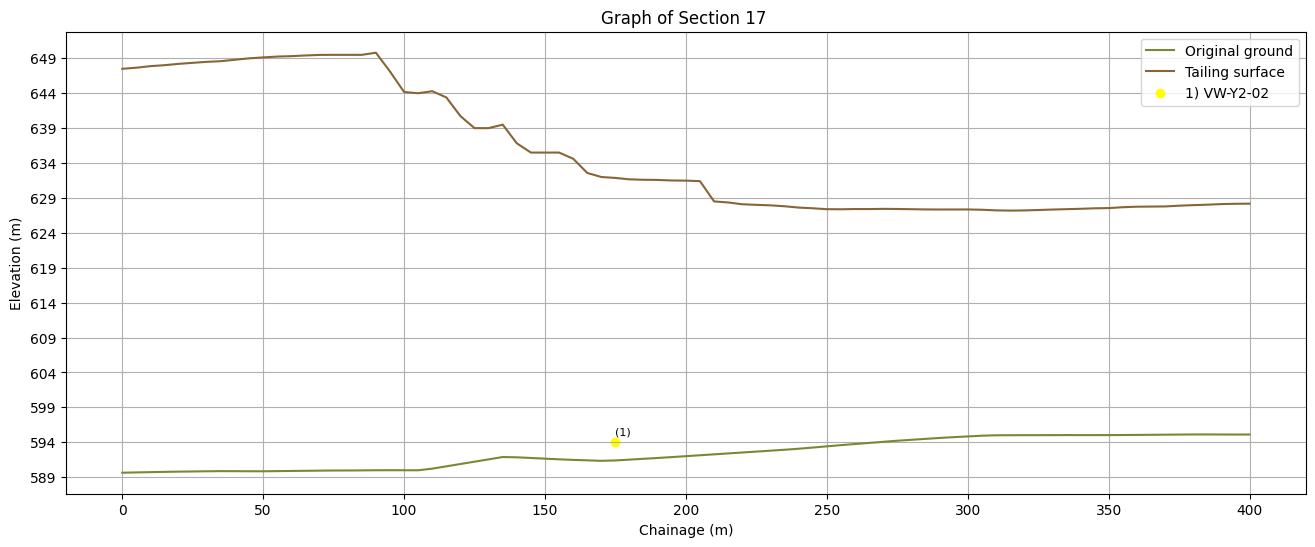 Graph of Section 17
Original ground
Tailing surface
1) VW-Y2-02
Elevation (m)
649
644
639
634
629
624
619
614
609
604
599
594
589
(1)
0 50 100 150 200 250 300 350 400
Chainage (m)